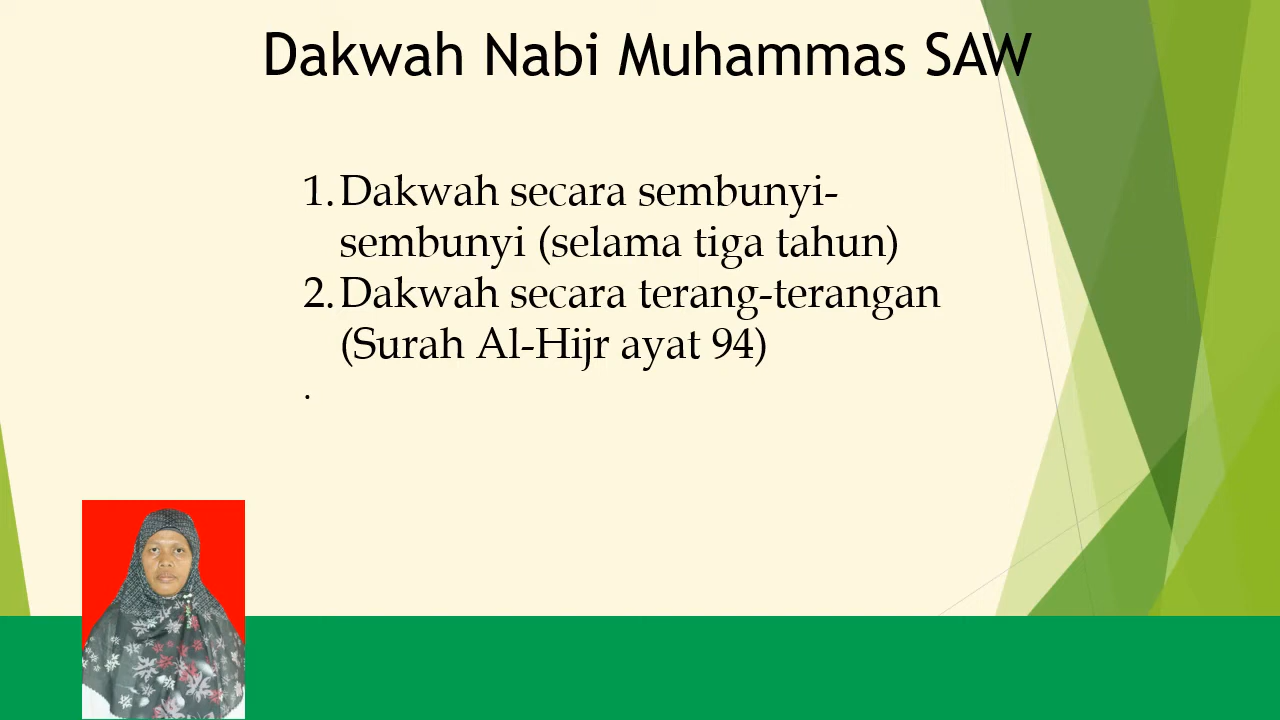 Dakwah Nabi Muhammas SAW
1. Dakwah secara sembunyi-
sembunyi (selama tiga tahun)
2. Dakwah secara terang-terangan
(Surah Al-Hijr ayat 94)
.